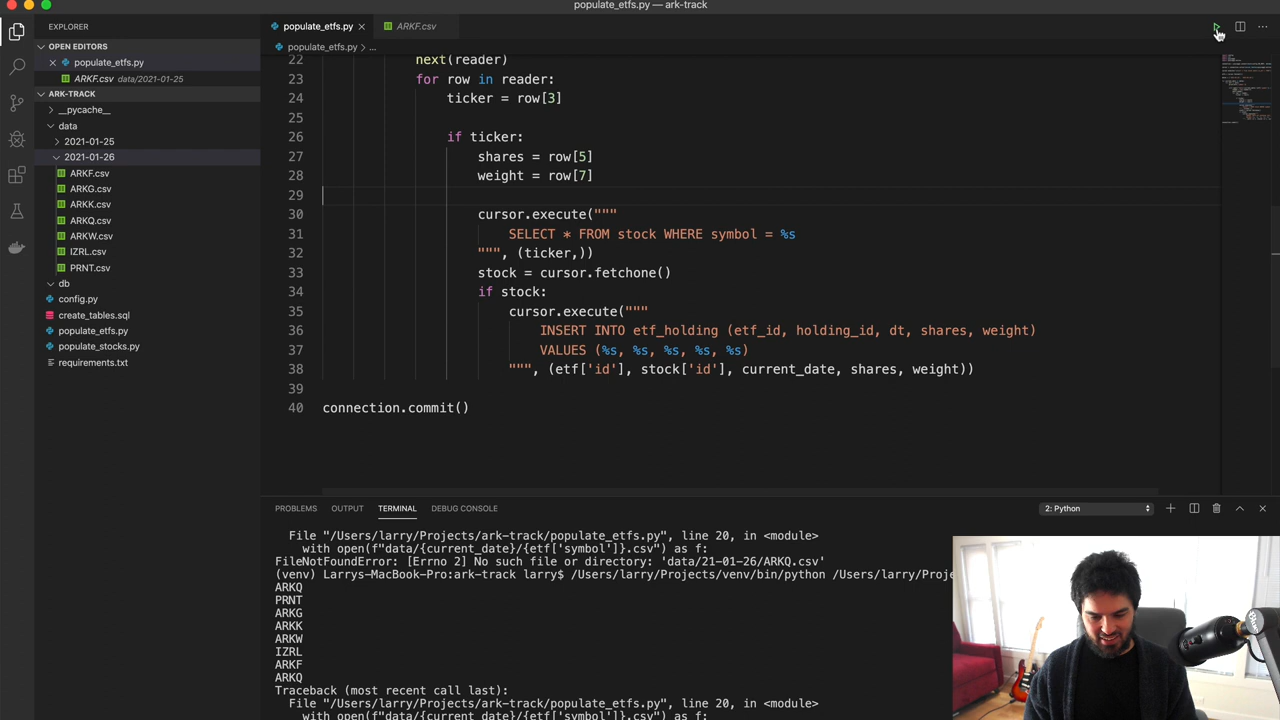 populate_etfs.py — ark-track
EXPLORER
populate_etfs.py
ARKF.csv
OPEN EDITORS
populate_etfs.py > ...
populate_etfs.py
ARKF.csv data/2021-01-25
ARK-TRACK
__pycache__
data
2021-01-25
2021-01-26
ARKF.csv
ARKG.csv
ARKK.csv
ARKQ.csv
ARKW.csv
IZRL.csv
PRNT.csv
db
config.py
create_tables.sql
populate_etfs.py
populate_stocks.py
requirements.txt
22 next(reader)
23 for row in reader:
24 ticker = row[3]
25
26 if ticker:
27 shares = row[5]
28 weight = row[7]
29
30 cursor.execute("""
31 SELECT * FROM stock WHERE symbol = %s
32 """, (ticker,))
33 stock = cursor.fetchone()
34 if stock:
35 cursor.execute("""
36 INSERT INTO etf_holding (etf_id, holding_id, dt, shares, weight)
37 VALUES (%s, %s, %s, %s, %s)
38 """, (etf['id'], stock['id'], current_date, shares, weight))
39
40 connection.commit()
PROBLEMS OUTPUT TERMINAL DEBUG CONSOLE
2: Python
File "/Users/larry/Projects/ark-track/populate_etfs.py", line 20, in <module>
with open(f"data/{current_date}/{etf['symbol']}.csv") as f:
FileNotFoundError: [Errno 2] No such file or directory: 'data/21-01-26/ARKQ.csv'
(venv) Larrys-MacBook-Pro:ark-track larry$ /Users/larry/Projects/venv/bin/python /Users/larry/Proje
ARKQ
PRNT
ARKG
ARKK
ARKW
IZRL
ARKF
ARKQ
Traceback (most recent call last):
File "/Users/larry/Projects/ark-track/populate_etfs.py", line 20, in <module>
with open(f"data/{current_date}/{etf['symbol']}.csv") as f: